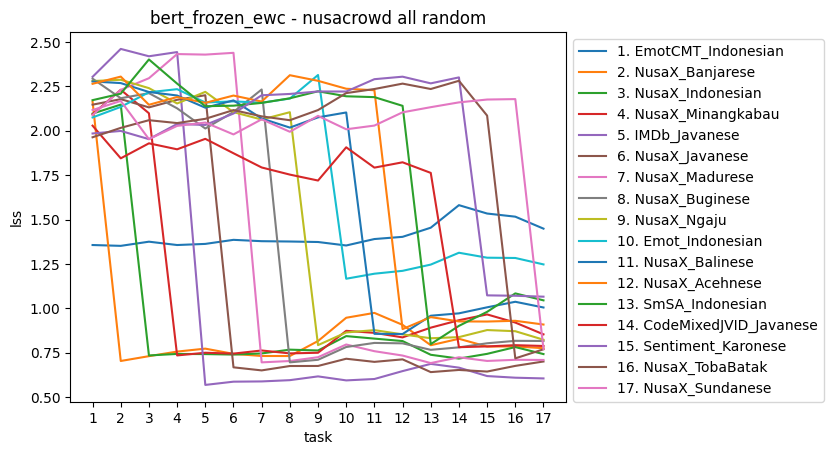 bert_frozen_ewc - nusacrowd all random
2.50
2.25
2.00
1.75
1.50
1.25
1.00
0.75
0.50
lss
1 2 3 4 5 6 7 8 9 10 11 12 13 14 15 16 17
task
1. EmotCMT_Indonesian
2. NusaX_Banjarese
3. NusaX_Indonesian
4. NusaX_Minangkabau
5. IMDb_Javanese
6. NusaX_Javanese
7. NusaX_Madurese
8. NusaX_Buginese
9. NusaX_Ngaju
10. Emot_Indonesian
11. NusaX_Balinese
12. NusaX_Acehnese
13. SmSA_Indonesian
14. CodeMixedJVID_Javanese
15. Sentiment_Karonese
16. NusaX_TobaBatak
17. NusaX_Sundanese